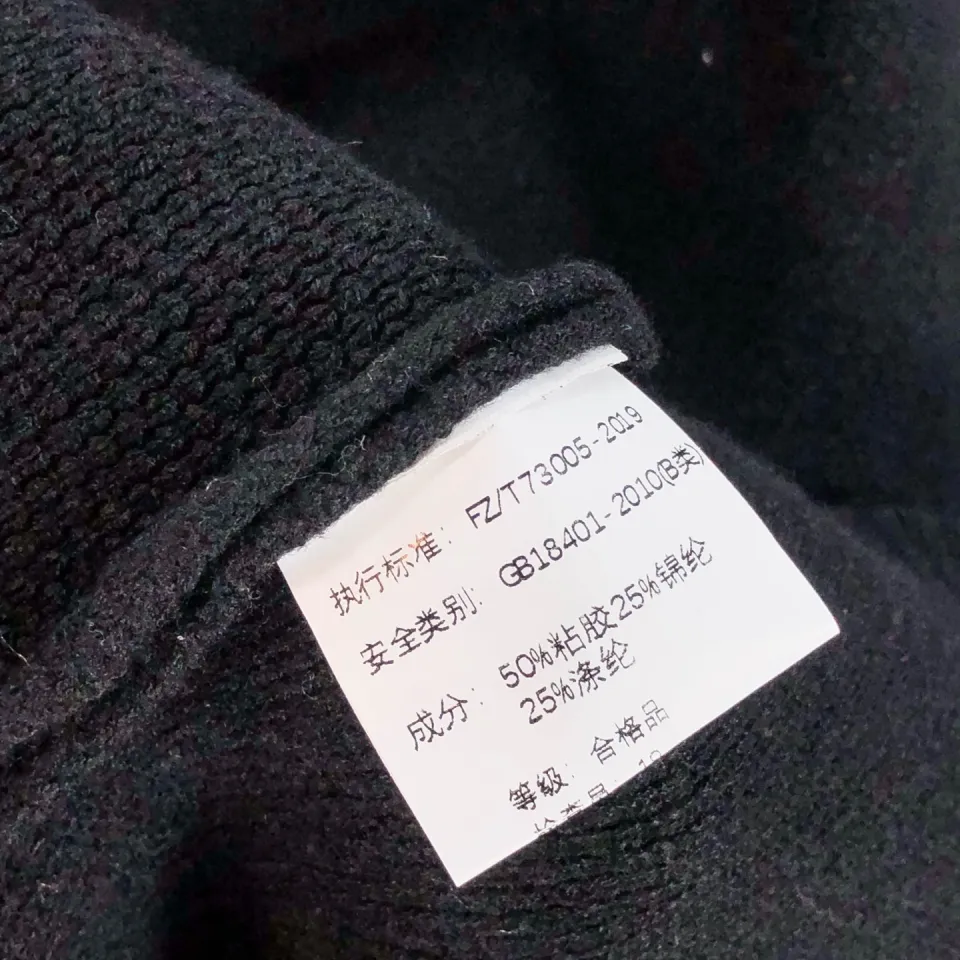 执行标准: FZ/T73005-2019
安全类别: GB18401-2010(B类)
成分: 50%粘胶25%锦纶
25%涤纶
等级: 合格品